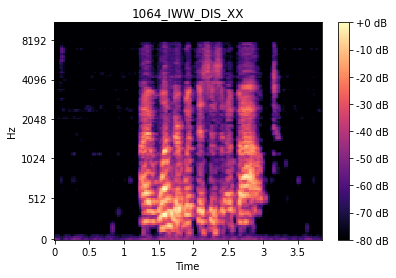 1064_IWW_DIS_XX
+0 dB
8192
-10 dB
4096
-20 dB
-30 dB
2048
-40 dB
Hz
1024
-50 dB
512
-60 dB
-70 dB
0
-80 dB
0 0.5 1 1.5 2 2.5 3 3.5
Time